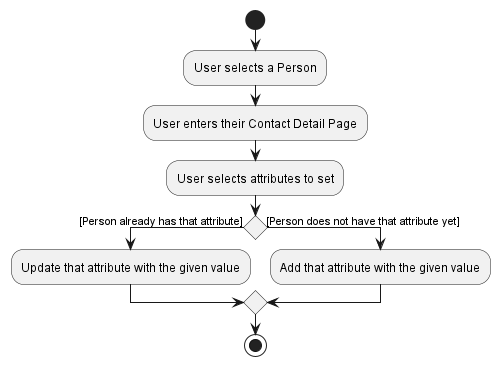 User selects a Person
User enters their Contact Detail Page
User selects attributes to set
[Person already has that attribute]
[Person does not have that attribute yet]
Update that attribute with the given value
Add that attribute with the given value